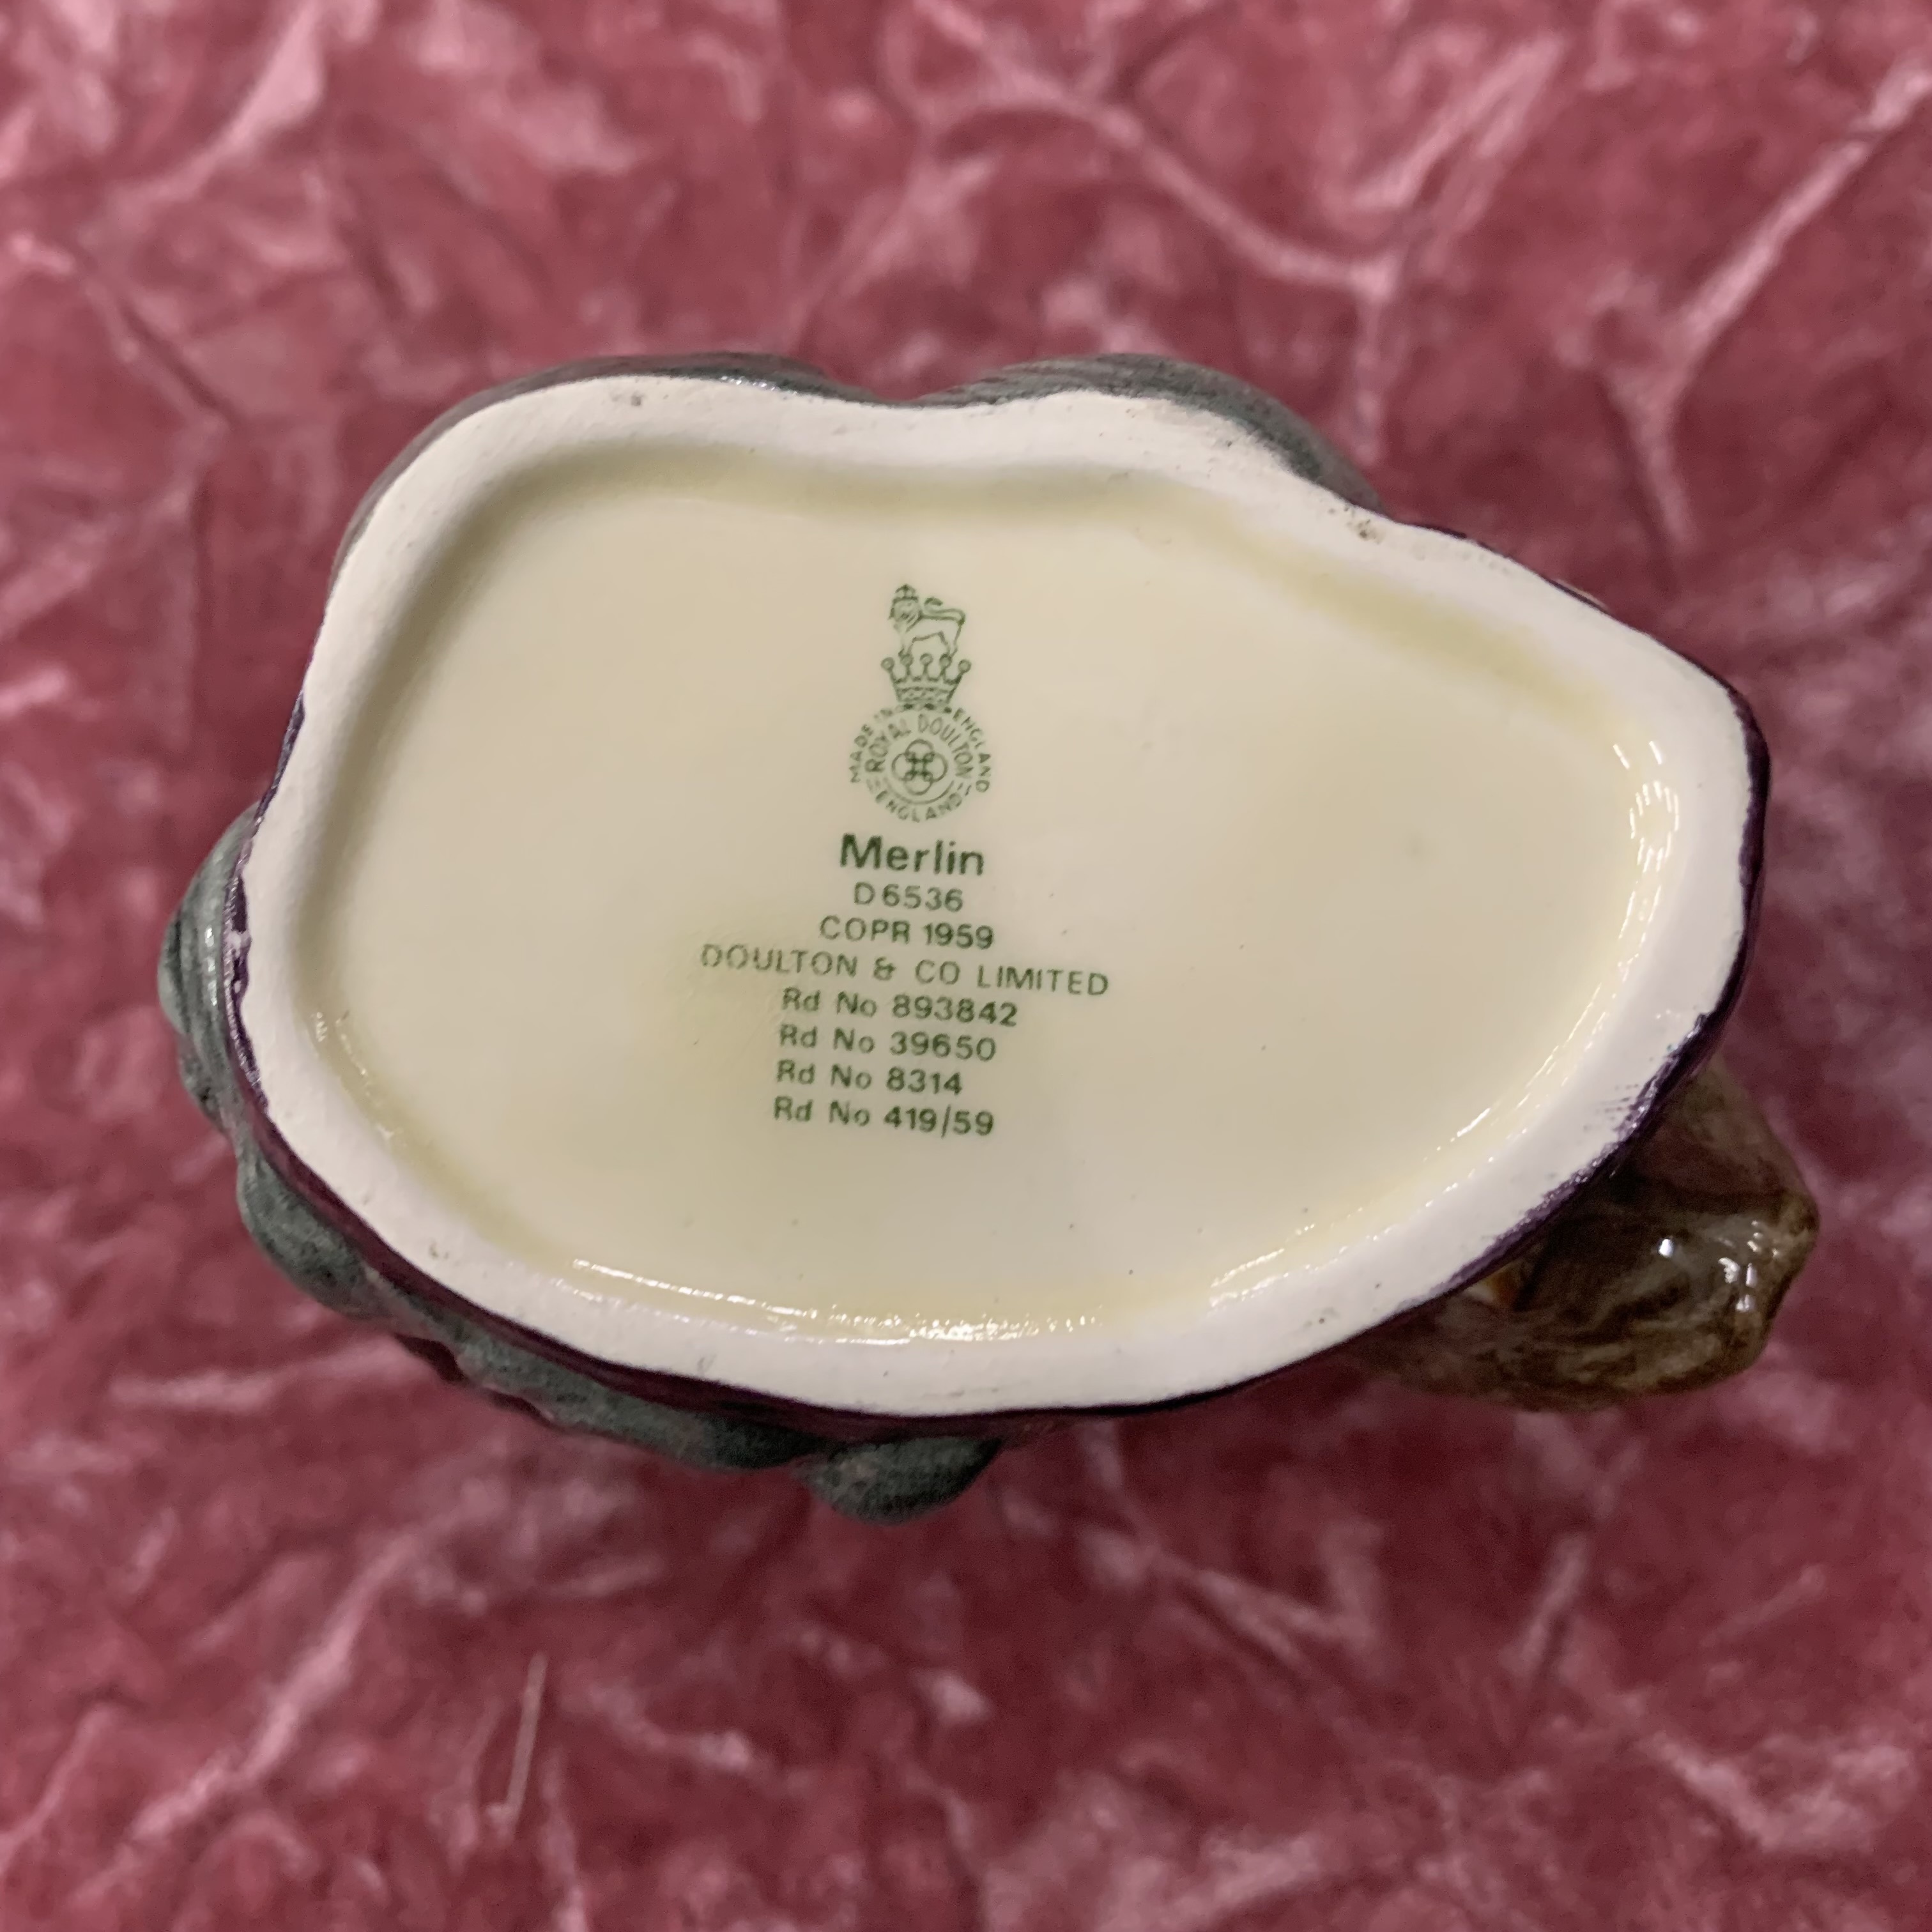 MADE IN ENGLAND
ROYAL DOULTON
ENGLAND
Merlin
D 6536
COPR 1959
DOULTON & CO LIMITED
Rd No 893842
Rd No 39650
Rd No 8314
Rd No 419/59